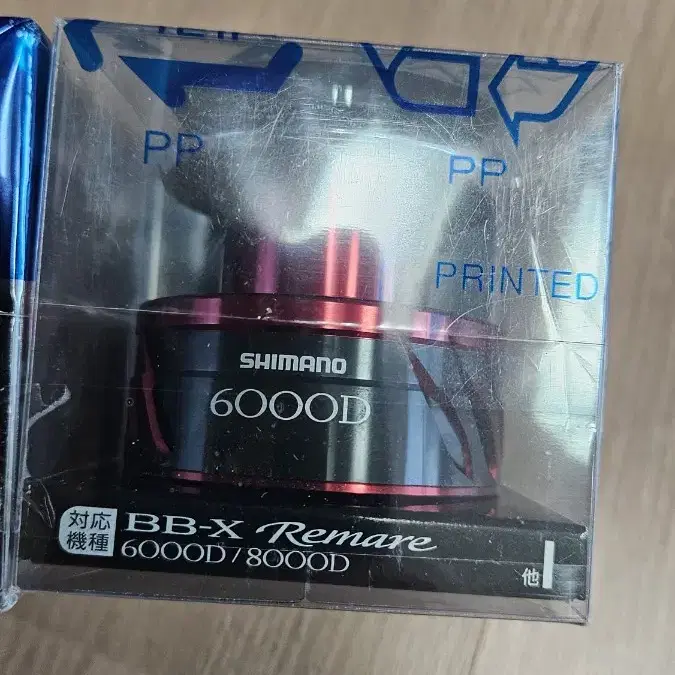 PP
PP
PRINTED
SHIMANO
6000D
対応
機種
BB-X Remare
6000D/8000D
他